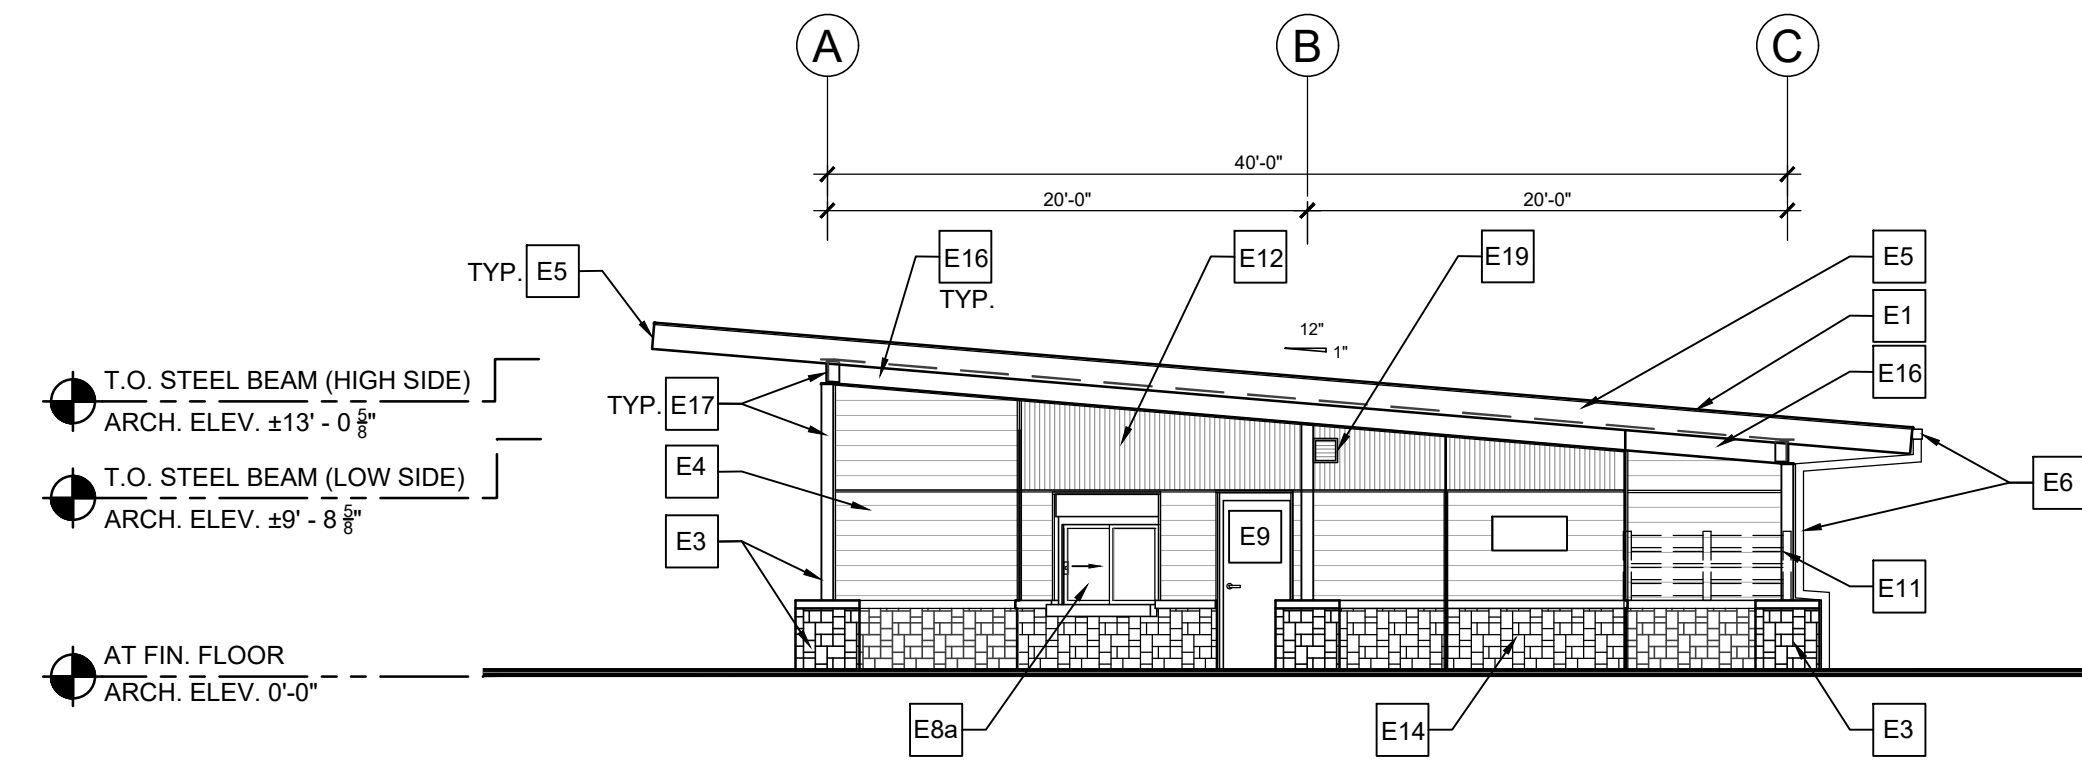 A
B
C
40'-0"
20'-0"
20'-0"
TYP. E5
E16
TYP.
E12
E19
E5
E1
E16
12"
1"
T.O. STEEL BEAM (HIGH SIDE)
ARCH. ELEV. ±13' - 0 5/8"
TYP. E17
T.O. STEEL BEAM (LOW SIDE)
ARCH. ELEV. ±9' - 8 5/8"
E4
E6
E3
E9
E11
AT FIN. FLOOR
ARCH. ELEV. 0'-0"
E8a
E14
E3